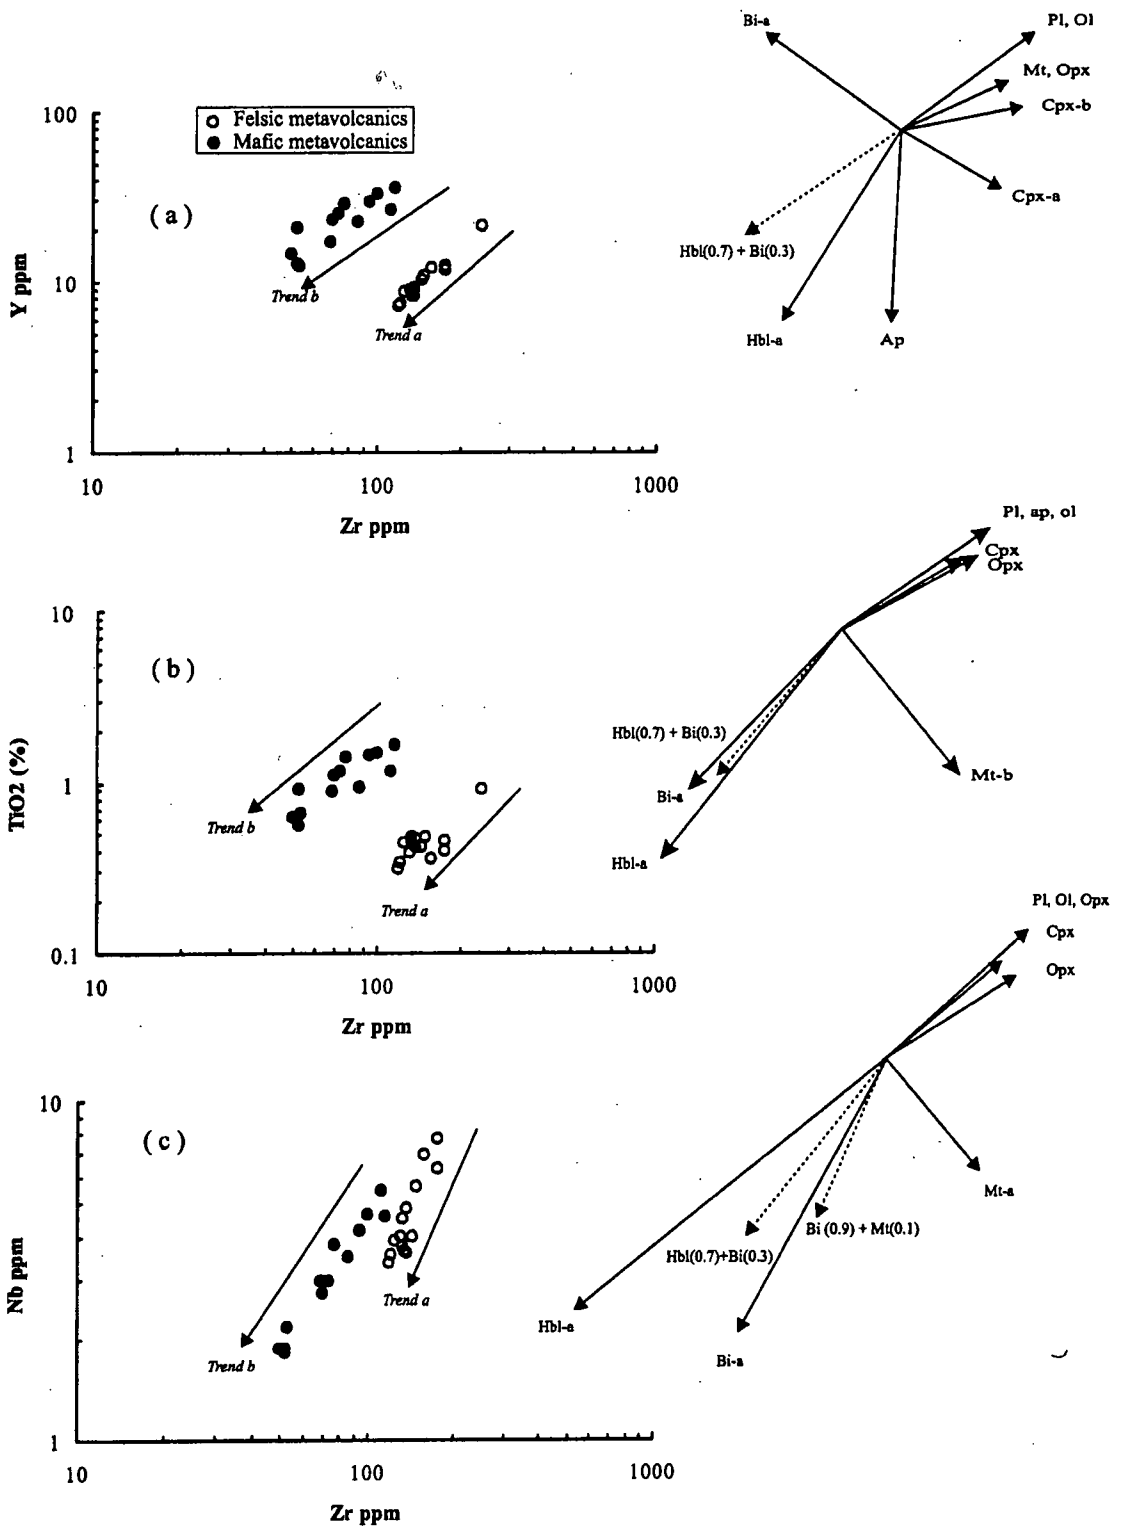 Bi-a
Pl, Ol
Mt, Opx
Cpx-b
Cpx-a
Hbl(0.7) + Bi(0.3)
Hbl-a
Ap
Felsic metavolcanics
Mafic metavolcanics
(a)
100
10
1
Y ppm
Trend b
Trend a
10
100
1000
Zr ppm
Pl, ap, ol
Cpx
Opx
Hbl(0.7) + Bi(0.3)
Bi-a
Hbl-a
Mt-b
(b)
10
1
0.1
TiO2 (%)
Trend b
Trend a
10
100
1000
Zr ppm
Pl, Ol, Opx
Cpx
Opx
Mt-a
Bi (0.9) + Mt(0.1)
Hbl(0.7)+Bi(0.3)
Hbl-a
Bi-a
(c)
10
1
Nb ppm
Trend a
Trend b
10
100
1000
Zr ppm